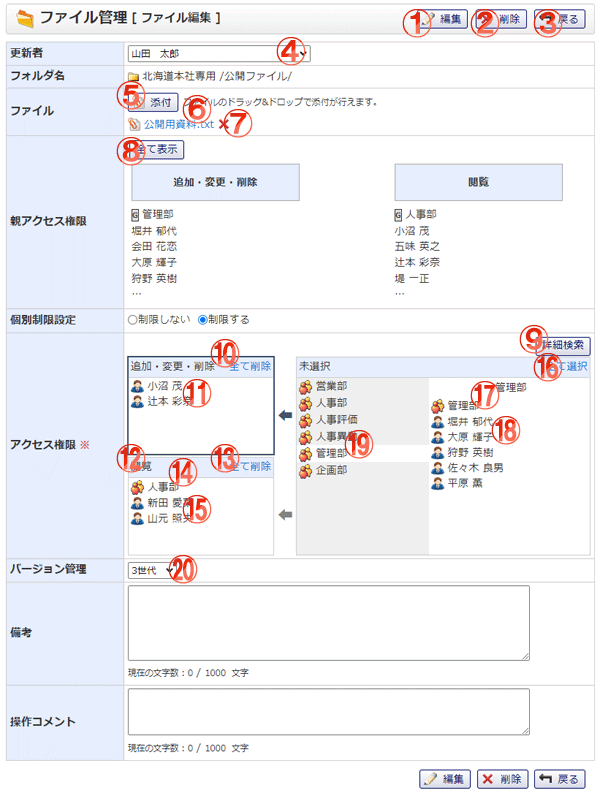 ファイル管理 [ ファイル編集 ]
① 編集 ② 削除 ③ 戻る
更新者 山田 太郎 ④
フォルダ名 北海道本社専用 /公開ファイル/
ファイル ⑤ 添付 ⑥ ファイルのドラッグ&ドロップで添付が行えます。
公開用資料.txt ⑦
⑧ 全て表示
親アクセス権限
追加・変更・削除 閲覧
G 管理部 G 人事部
堀井 郁代 小沼 茂
会田 花恋 五味 英之
大原 輝子 辻本 彩奈
狩野 英樹 堤 一正
… …
個別制限設定 制限しない 制限する
⑨ 詳細検索
アクセス権限 ※
追加・変更・削除 ⑩ 全て削除
小沼 茂 ⑪
辻本 彩奈
⑫ 閲覧 ⑬ 全て削除
⑭
人事部
新田 愛 ⑮
山元 照
未選択 ⑯ 全て選択
営業部
人事部
人事評価
人事異 ⑲
管理部
企画部
⑰ 管理部
管理部
堀井 郁代 ⑱
大原 輝子
狩野 英樹
佐々木 良男
平原 薫
バージョン管理 3世代 ⑳
備考
現在の文字数：0 / 1000 文字
操作コメント
現在の文字数：0 / 1000 文字
編集 削除 戻る